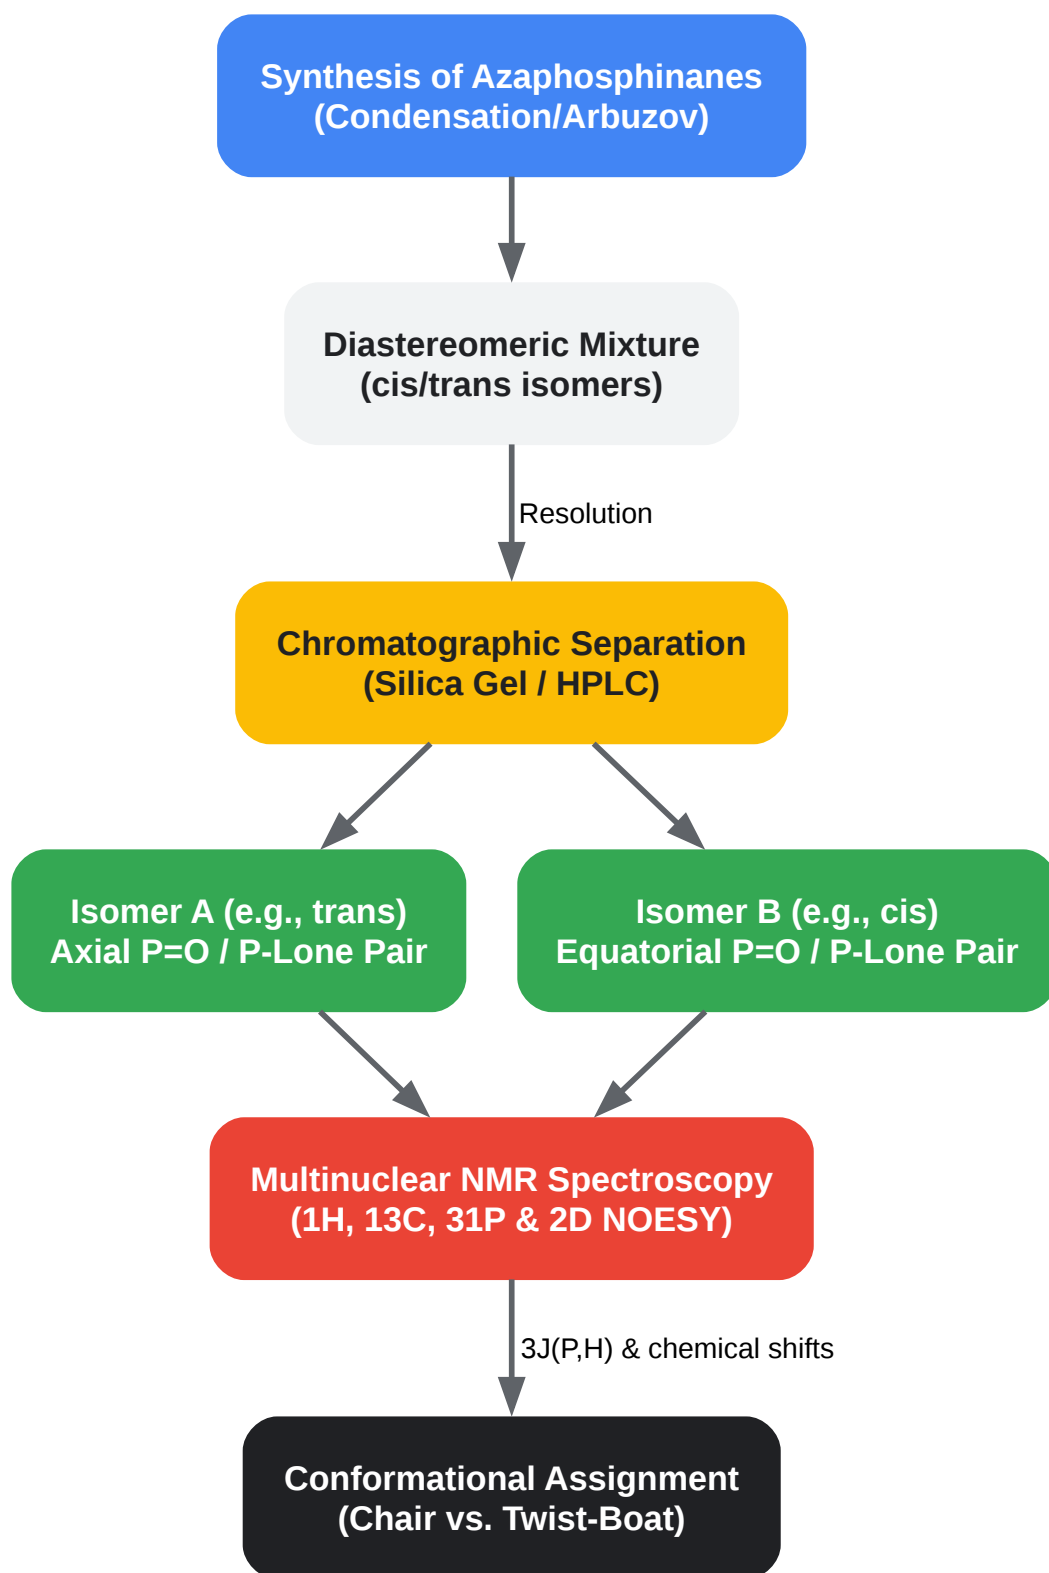 Synthesis of Azaphosphinanes
(Condensation/Arbuzov)
Diastereomeric Mixture
(cis/trans isomers)
Resolution
Chromatographic Separation
(Silica Gel / HPLC)
Isomer A (e.g., trans)
Axial P=O / P-Lone Pair
Isomer B (e.g., cis)
Equatorial P=O / P-Lone Pair
Multinuclear NMR Spectroscopy
(1H, 13C, 31P & 2D NOESY)
3J(P,H) & chemical shifts
Conformational Assignment
(Chair vs. Twist-Boat)